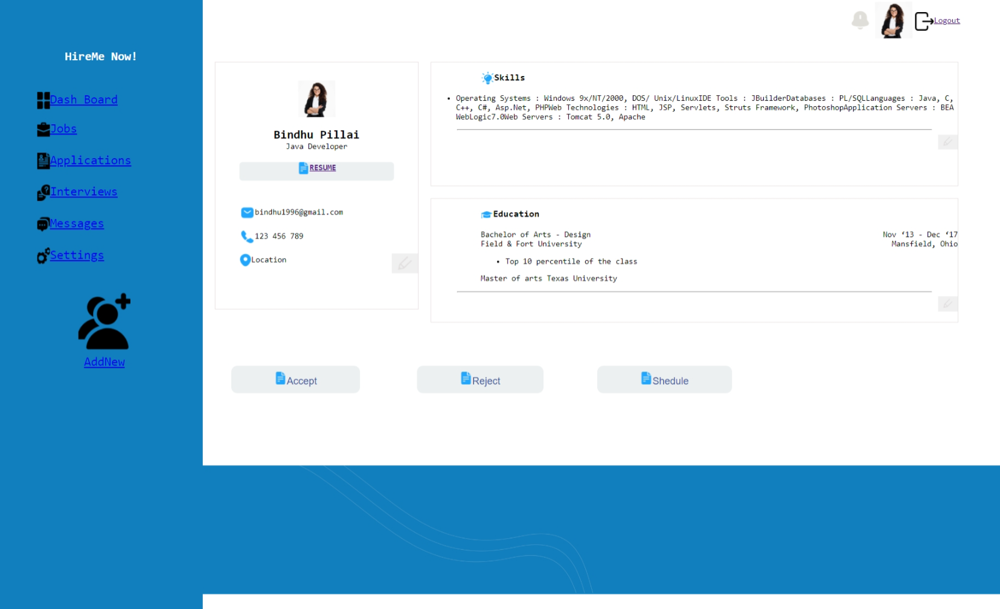 Logout
HireMe Now!
Dash Board
Jobs
Applications
Interviews
Messages
Settings
AddNew
Bindhu Pillai
Java Developer
RESUME
bindhu1996@gmail.com
123 456 789
Location
Skills
• Operating Systems : Windows 9x/NT/2000, DOS/ Unix/LinuxIDE Tools : JBuilderDatabases : PL/SQLLanguages : Java, C,
C++, C#, Asp.Net, PHPWeb Technologies : HTML, JSP, Servlets, Struts Framework, PhotoshopApplication Servers : BEA
WebLogic7.0Web Servers : Tomcat 5.0, Apache
Education
Bachelor of Arts - Design Nov ‘13 - Dec ‘17
Field & Fort University Mansfield, Ohio
• Top 10 percentile of the class
Master of arts Texas University
Accept
Reject
Shedule